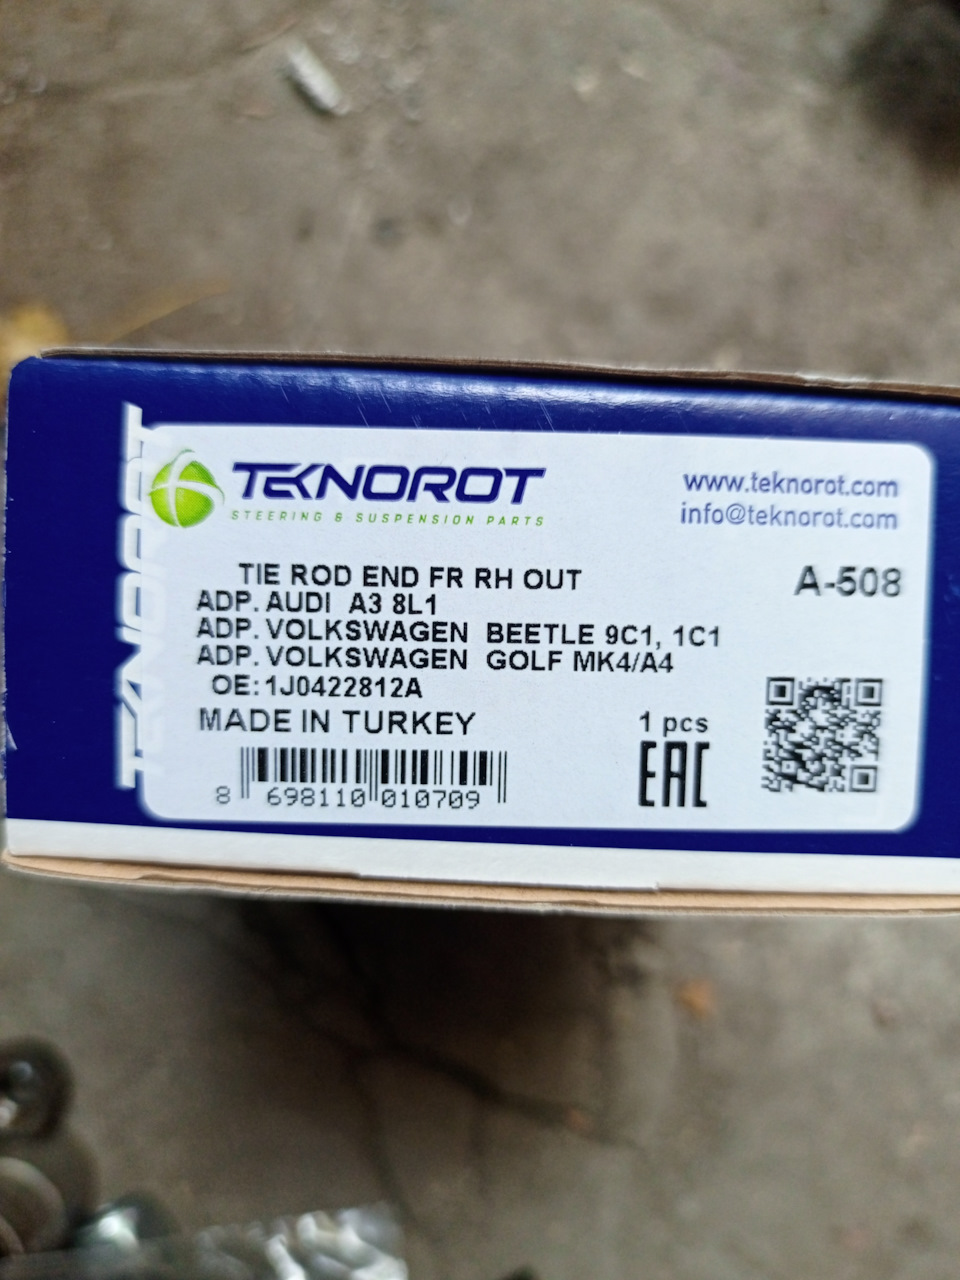 TEKNOROT
TEKNOROT
STEERING & SUSPENSION PARTS
www.teknorot.com
info@teknorot.com
TIE ROD END FR RH OUT
A-508
ADP. AUDI A3 8L1
ADP. VOLKSWAGEN BEETLE 9C1, 1C1
ADP. VOLKSWAGEN GOLF MK4/A4
OE: 1J0422812A
MADE IN TURKEY
1 pcs
EAC
8 698110 010709